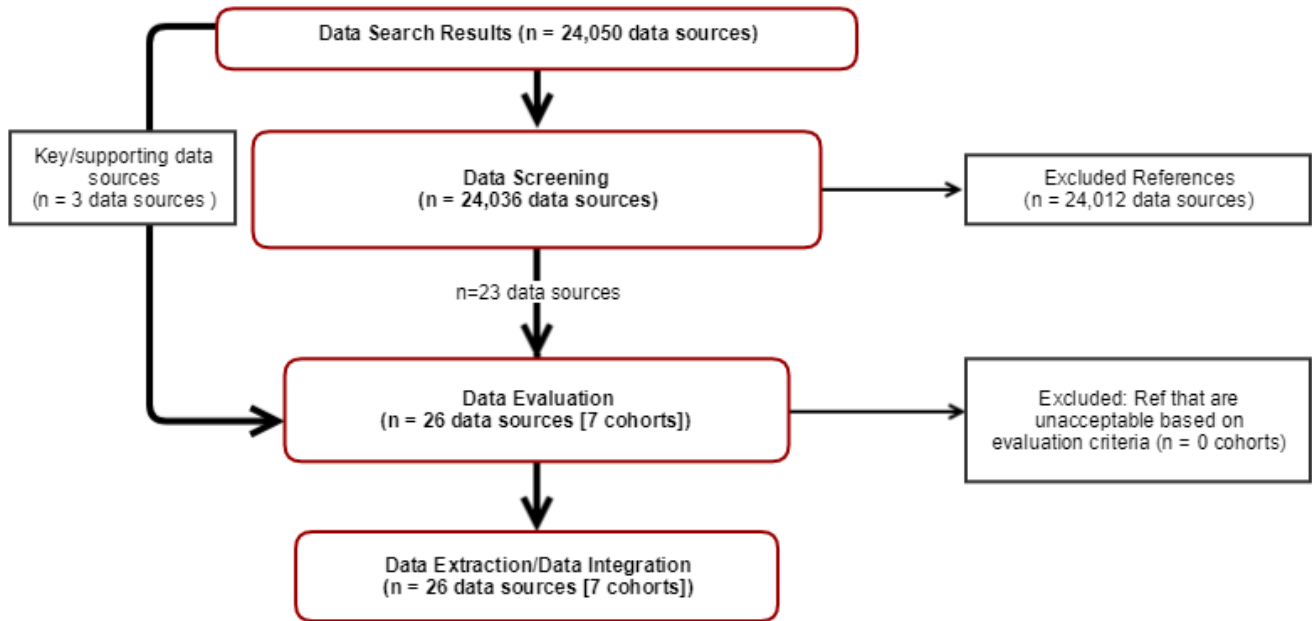 Data Search Results (n = 24,050 data sources)
Key/supporting data
sources
(n = 3 data sources )
Data Screening
(n = 24,036 data sources)
Excluded References
(n = 24,012 data sources)
n=23 data sources
Data Evaluation
(n = 26 data sources [7 cohorts])
Excluded: Ref that are
unacceptable based on
evaluation criteria (n = 0 cohorts)
Data Extraction/Data Integration
(n = 26 data sources [7 cohorts])